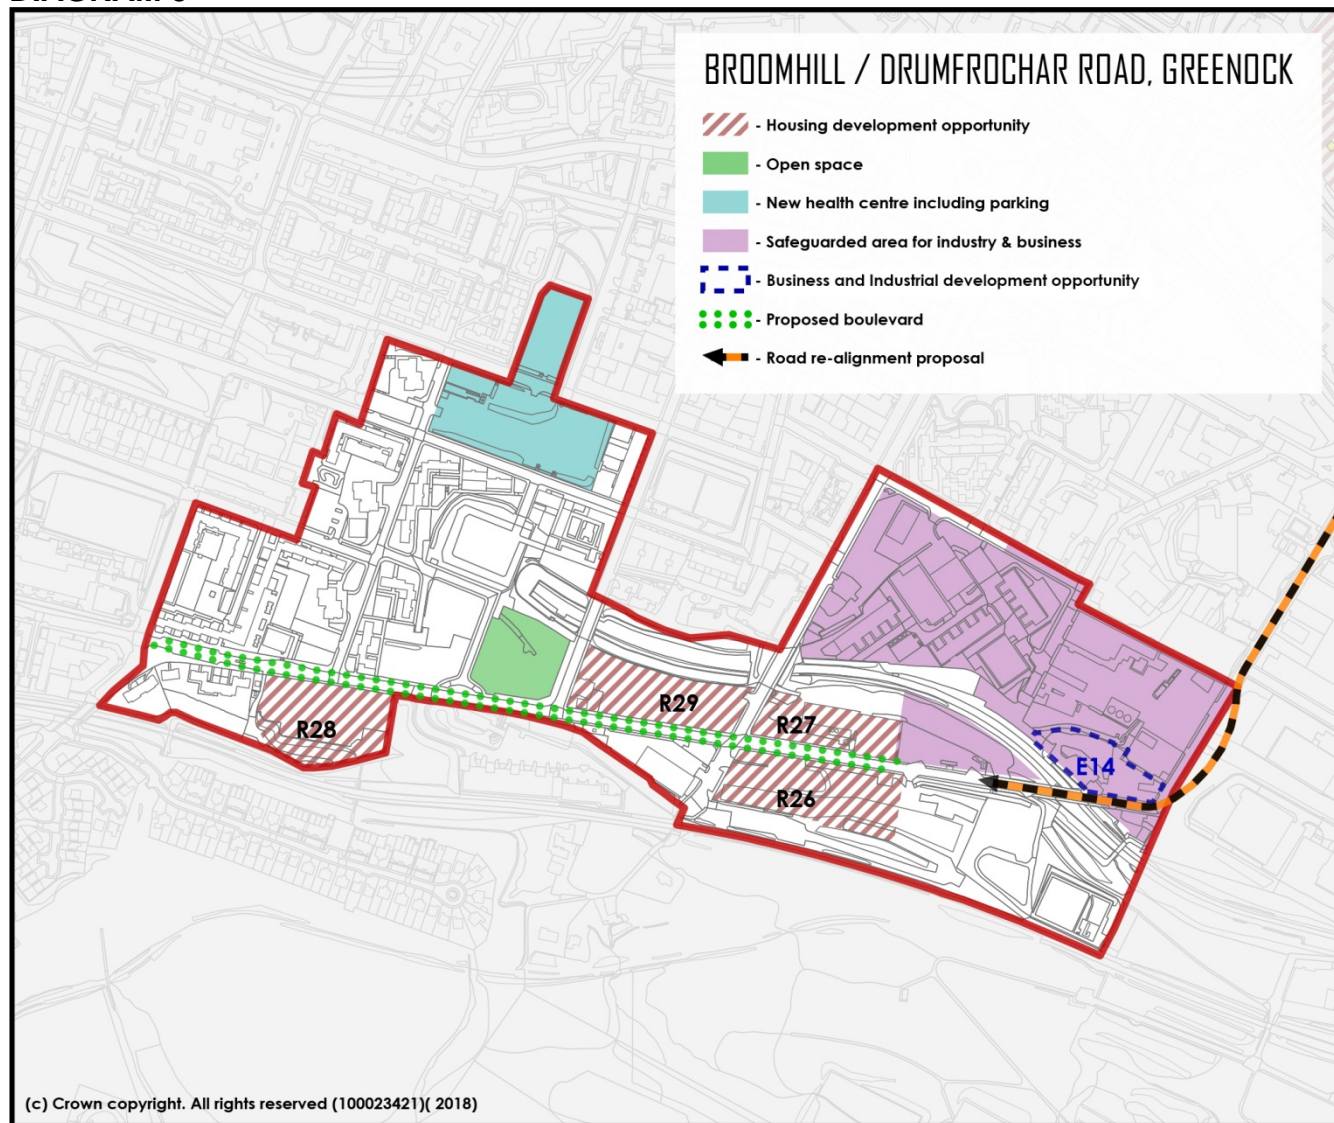 BROOMHILL / DRUMFROCHAR ROAD, GREENOCK
- Housing development opportunity
- Open space
- New health centre including parking
- Safeguarded area for industry & business
- Business and Industrial development opportunity
- Proposed boulevard
- Road re-alignment proposal
R28
R29
R27
R26
E14
(c) Crown copyright. All rights reserved (100023421)( 2018)